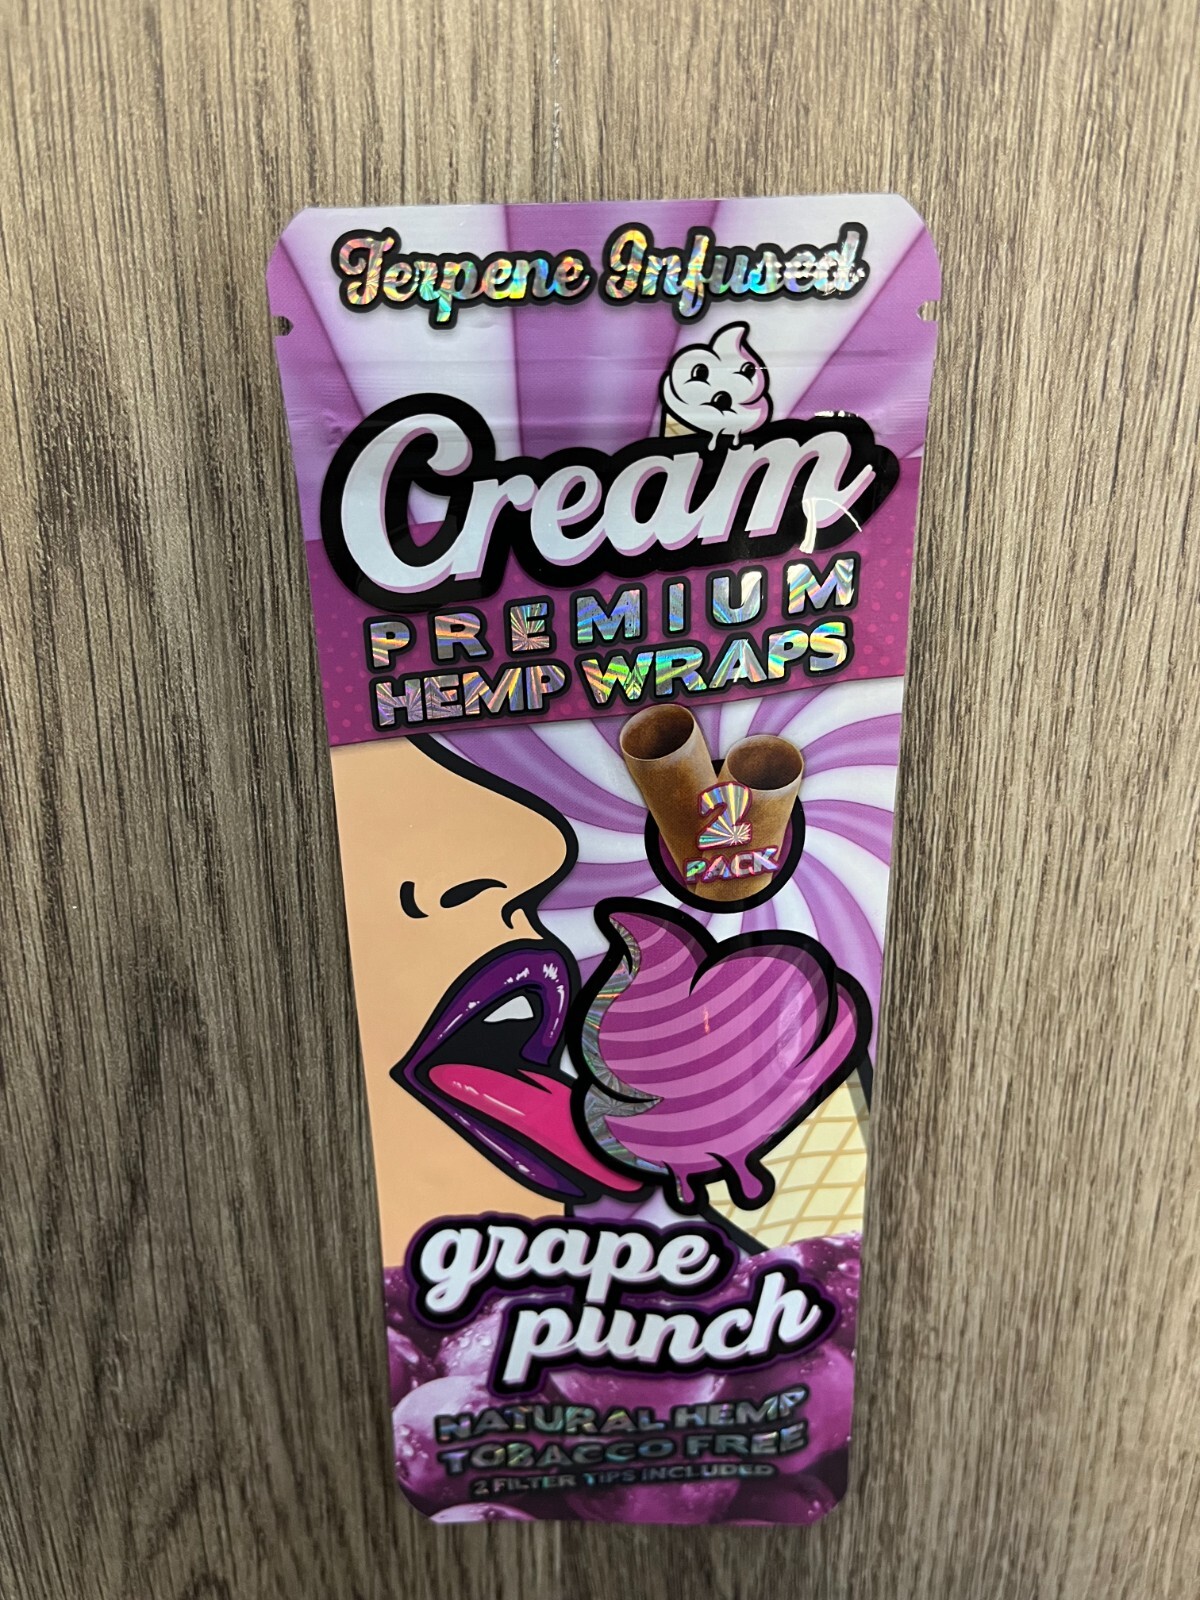 Terpene Infused
Cream
PREMIUM
HEMP WRAPS
2
PACK
grape
punch
NATURAL HEMP
TOBACCO FREE
2 FILTER TIPS INCLUDED